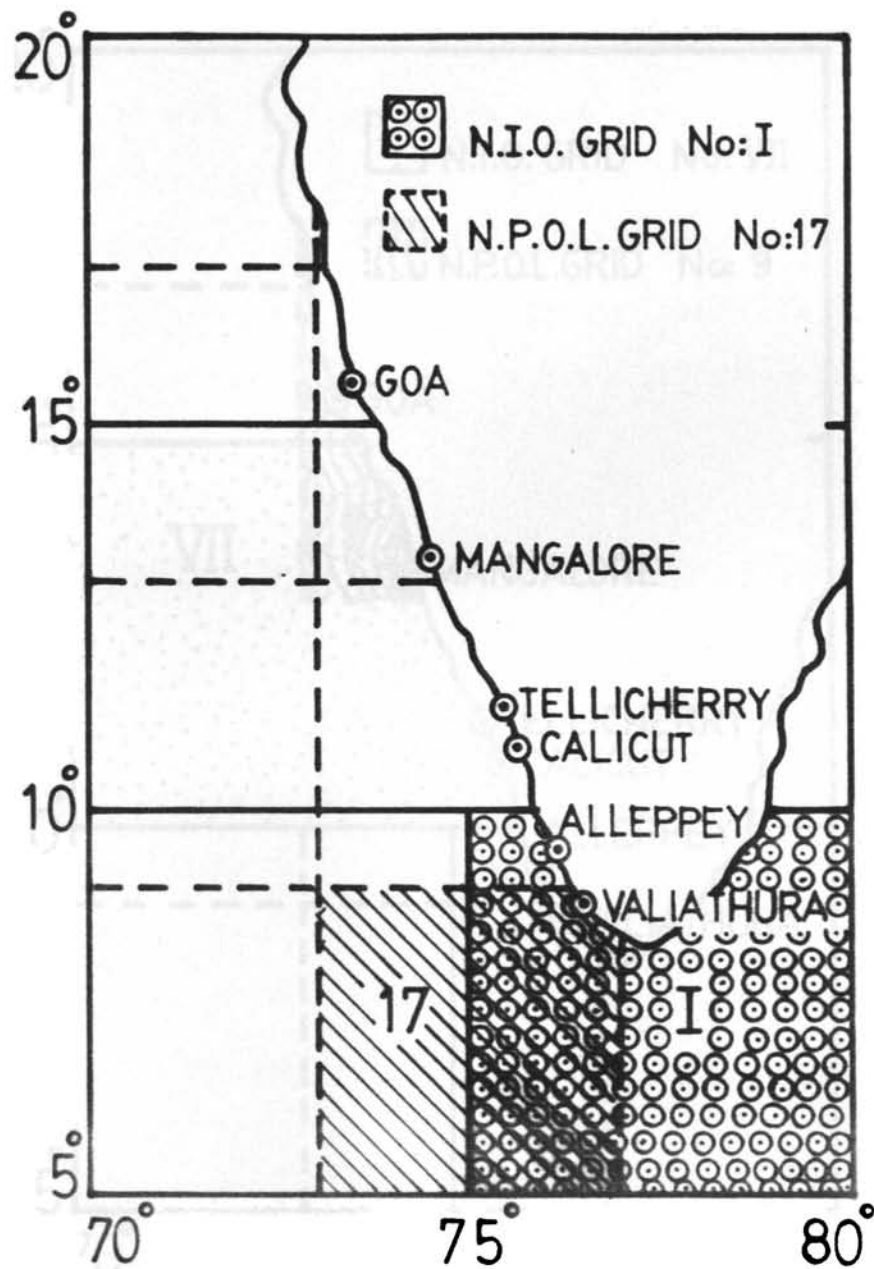 20°
N.I.O. GRID No: I
N.P.O.L. GRID No:17
GOA
15°
VII
MANGALORE
TELLICHERRY
CALICUT
10°
ALLEPPEY
VALIATHURA
17
I
5°
70°
75°
80°